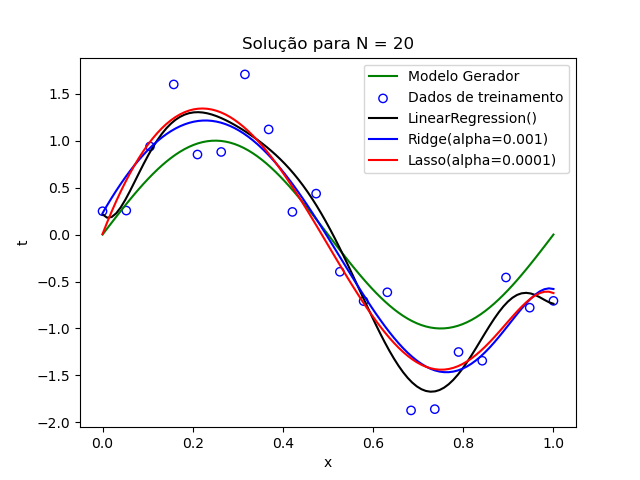 Solução para N = 20
Modelo Gerador
Dados de treinamento
LinearRegression()
Ridge(alpha=0.001)
Lasso(alpha=0.0001)
t
1.5
1.0
0.5
0.0
−0.5
−1.0
−1.5
−2.0
0.0 0.2 0.4 0.6 0.8 1.0
x